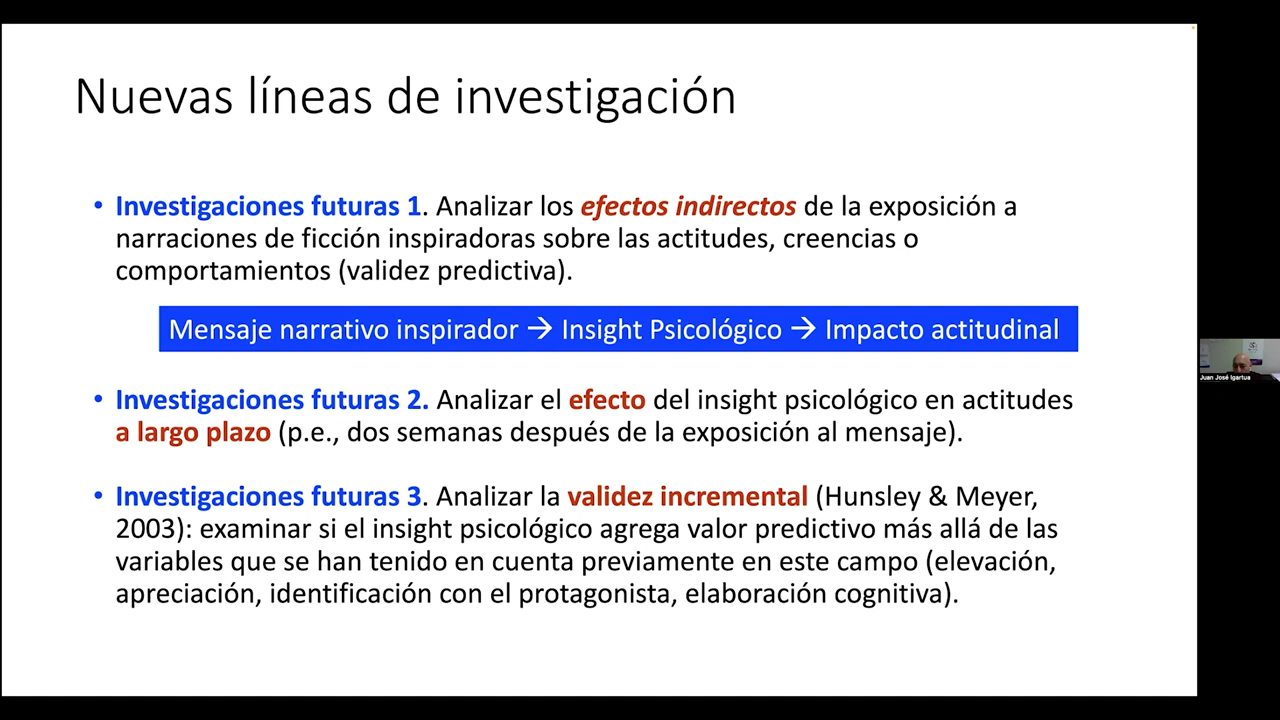 Nuevas líneas de investigación
• Investigaciones futuras 1. Analizar los efectos indirectos de la exposición a
narraciones de ficción inspiradoras sobre las actitudes, creencias o
comportamientos (validez predictiva).
Mensaje narrativo inspirador → Insight Psicológico → Impacto actitudinal
• Investigaciones futuras 2. Analizar el efecto del insight psicológico en actitudes
a largo plazo (p.e., dos semanas después de la exposición al mensaje).
• Investigaciones futuras 3. Analizar la validez incremental (Hunsley & Meyer,
2003): examinar si el insight psicológico agrega valor predictivo más allá de las
variables que se han tenido en cuenta previamente en este campo (elevación,
apreciación, identificación con el protagonista, elaboración cognitiva).
Juan José Igartua